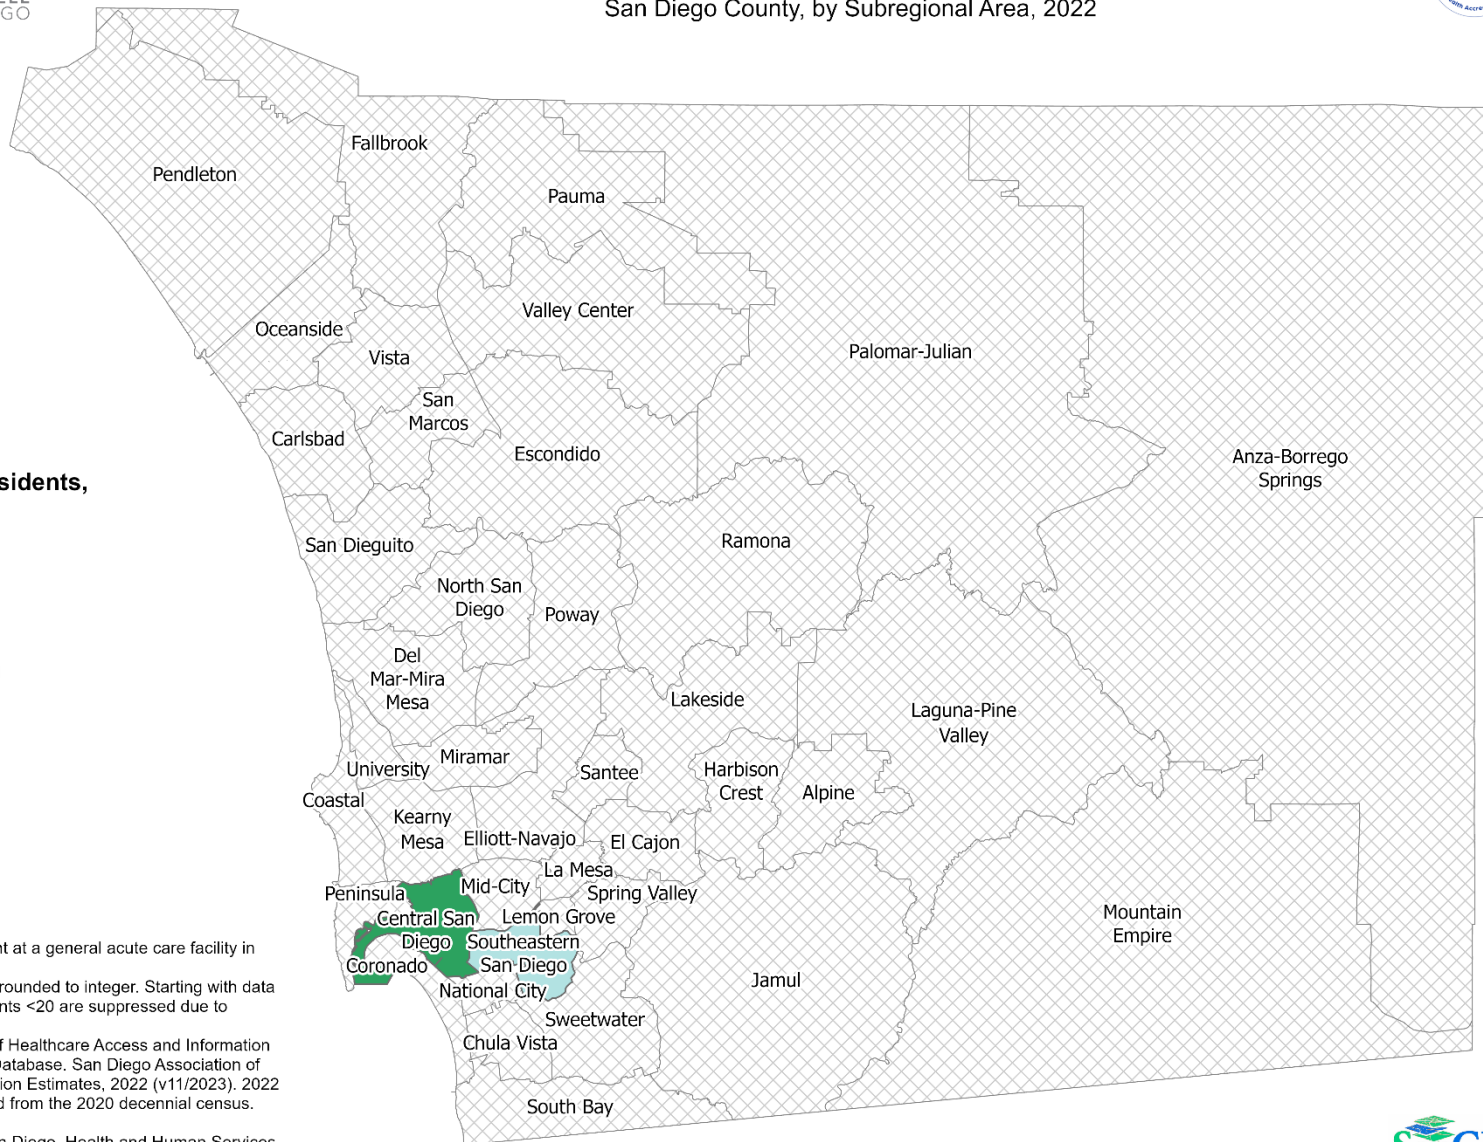 GO
San Diego County, by Subregional Area, 2022
Fallbrook
Pendleton
Pauma
Valley Center
Oceanside
Vista
Palomar-Julian
San
Marcos
Carlsbad
Escondido
Anza-Borrego
Springs
sidents,
Ramona
San Dieguito
North San
Diego
Poway
Del
Mar-Mira
Mesa
Lakeside
Laguna-Pine
Valley
Miramar
University
Santee
Harbison
Crest
Alpine
Coastal
Kearny
Mesa
Elliott-Navajo
El Cajon
La Mesa
Peninsula
Mid-City
Spring Valley
Central San
Diego
Lemon Grove
Mountain
Empire
Southeastern
San Diego
Coronado
National City
Jamul
Sweetwater
Chula Vista
South Bay
nt at a general acute care facility in
rounded to integer. Starting with data
nts <20 are suppressed due to
f Healthcare Access and Information
Database. San Diego Association of
ion Estimates, 2022 (v11/2023). 2022
d from the 2020 decennial census.
n Diego, Health and Human Services